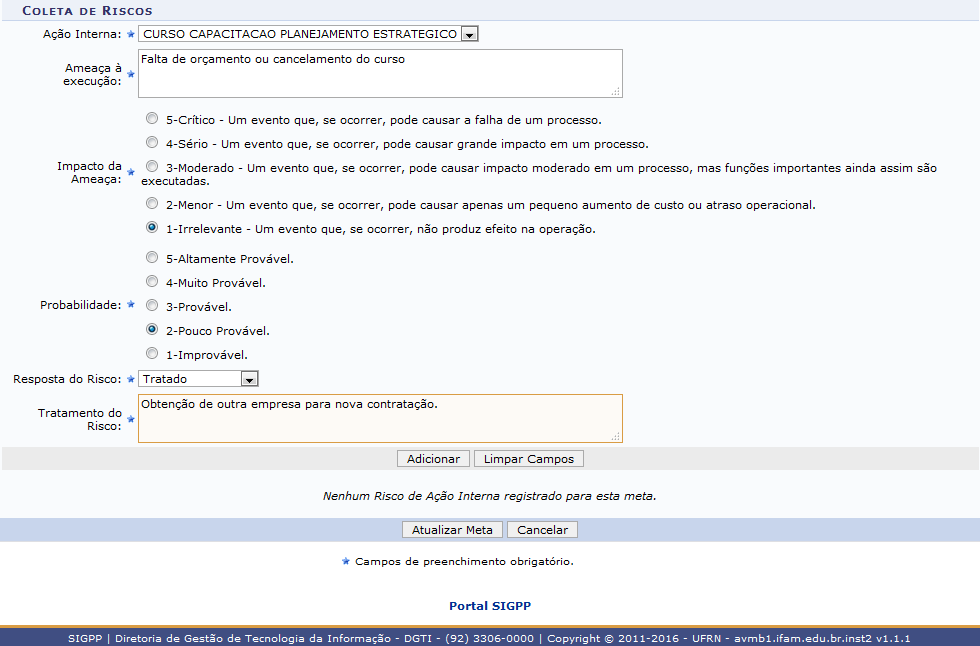 COLETA DE RISCOS
Ação Interna: CURSO CAPACITACAO PLANEJAMENTO ESTRATEGICO
Ameaça à execução:
Falta de orçamento ou cancelamento do curso
Impacto da Ameaça:
5-Crítico - Um evento que, se ocorrer, pode causar a falha de um processo.
4-Sério - Um evento que, se ocorrer, pode causar grande impacto em um processo.
3-Moderado - Um evento que, se ocorrer, pode causar impacto moderado em um processo, mas funções importantes ainda assim são
executadas.
2-Menor - Um evento que, se ocorrer, pode causar apenas um pequeno aumento de custo ou atraso operacional.
1-Irrelevante - Um evento que, se ocorrer, não produz efeito na operação.
Probabilidade:
5-Altamente Provável.
4-Muito Provável.
3-Provável.
2-Pouco Provável.
1-Improvável.
Resposta do Risco: Tratado
Tratamento do Risco:
Obtenção de outra empresa para nova contratação.
Adicionar Limpar Campos
Nenhum Risco de Ação Interna registrado para esta meta.
Atualizar Meta Cancelar
Campos de preenchimento obrigatório.
Portal SIGPP
SIGPP | Diretoria de Gestão de Tecnologia da Informação - DGTI - (92) 3306-0000 | Copyright © 2011-2016 - UFRN - avmb1.ifam.edu.br.inst2 v1.1.1